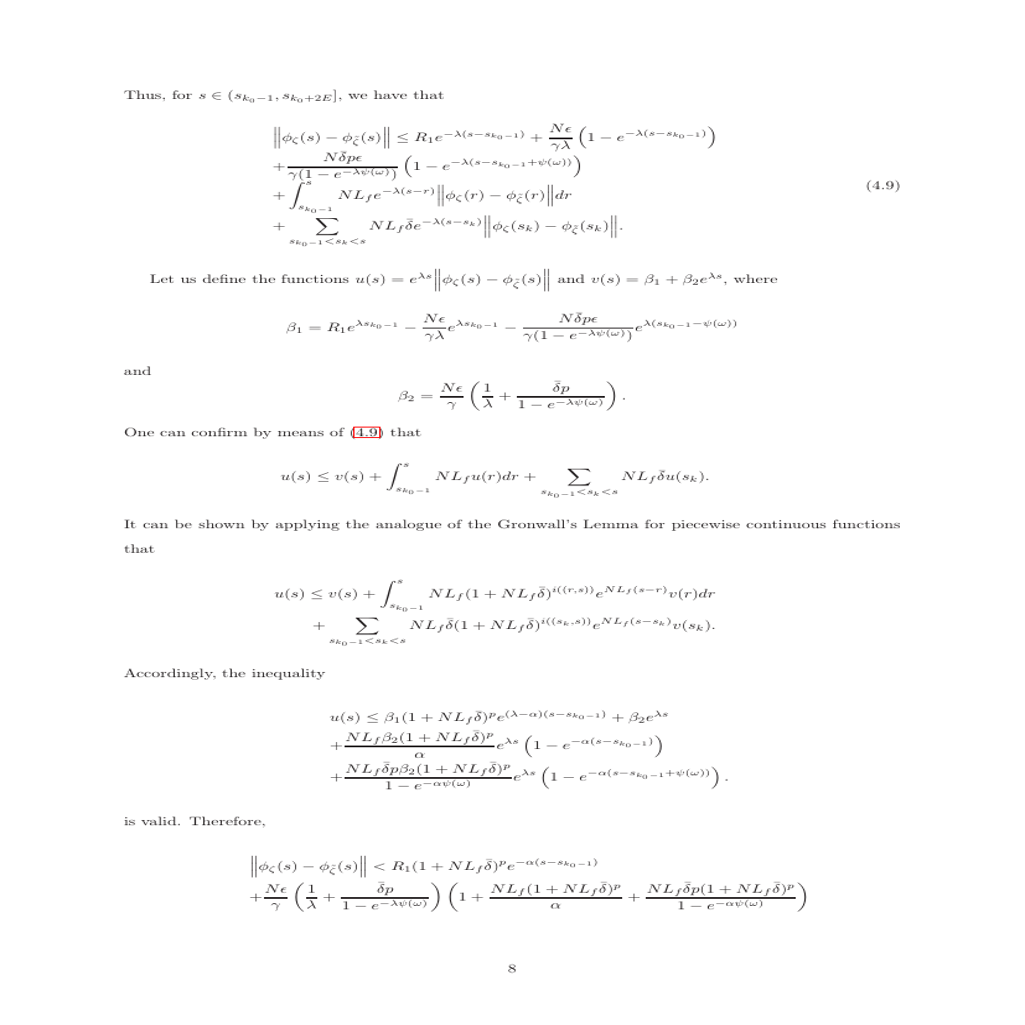 Thus, for $s \in (s_{k_0-1}, s_{k_0+2E}]$, we have that
$\left\|\phi_\zeta(s) - \phi_{\bar{\zeta}}(s)\right\| \leq R_1 e^{-\lambda(s-s_{k_0-1})} + \frac{N\epsilon}{\gamma\lambda}\left(1 - e^{-\lambda(s-s_{k_0-1})}\right)$
$+\frac{N\bar{\delta}p\epsilon}{\gamma(1 - e^{-\lambda\psi(\omega)})}\left(1 - e^{-\lambda(s-s_{k_0-1}+\psi(\omega))}\right)$
$+\int_{s_{k_0-1}}^{s} NL_f e^{-\lambda(s-r)}\left\|\phi_\zeta(r) - \phi_{\bar{\zeta}}(r)\right\|dr$ (4.9)
$+\sum_{s_{k_0-1}<s_k<s} NL_f\bar{\delta}e^{-\lambda(s-s_k)}\left\|\phi_\zeta(s_k) - \phi_{\bar{\zeta}}(s_k)\right\|.$
Let us define the functions $u(s) = e^{\lambda s}\left\|\phi_\zeta(s) - \phi_{\bar{\zeta}}(s)\right\|$ and $v(s) = \beta_1 + \beta_2 e^{\lambda s}$, where
$\beta_1 = R_1 e^{\lambda s_{k_0-1}} - \frac{N\epsilon}{\gamma\lambda}e^{\lambda s_{k_0-1}} - \frac{N\bar{\delta}p\epsilon}{\gamma(1 - e^{-\lambda\psi(\omega)})}e^{\lambda(s_{k_0-1}-\psi(\omega))}$
and
$\beta_2 = \frac{N\epsilon}{\gamma}\left(\frac{1}{\lambda} + \frac{\bar{\delta}p}{1 - e^{-\lambda\psi(\omega)}}\right).$
One can confirm by means of (4.9) that
$u(s) \leq v(s) + \int_{s_{k_0-1}}^{s} NL_f u(r)dr + \sum_{s_{k_0-1}<s_k<s} NL_f\bar{\delta}u(s_k).$
It can be shown by applying the analogue of the Gronwall's Lemma for piecewise continuous functions
that
$u(s) \leq v(s) + \int_{s_{k_0-1}}^{s} NL_f(1 + NL_f\bar{\delta})^{i((r,s))}e^{NL_f(s-r)}v(r)dr$
$+\sum_{s_{k_0-1}<s_k<s} NL_f\bar{\delta}(1 + NL_f\bar{\delta})^{i((s_k,s))}e^{NL_f(s-s_k)}v(s_k).$
Accordingly, the inequality
$u(s) \leq \beta_1(1 + NL_f\bar{\delta})^p e^{(\lambda-\alpha)(s-s_{k_0-1})} + \beta_2 e^{\lambda s}$
$+\frac{NL_f\beta_2(1 + NL_f\bar{\delta})^p}{\alpha}e^{\lambda s}\left(1 - e^{-\alpha(s-s_{k_0-1})}\right)$
$+\frac{NL_f\bar{\delta}p\beta_2(1 + NL_f\bar{\delta})^p}{1 - e^{-\alpha\psi(\omega)}}e^{\lambda s}\left(1 - e^{-\alpha(s-s_{k_0-1}+\psi(\omega))}\right).$
is valid. Therefore,
$\left\|\phi_\zeta(s) - \phi_{\bar{\zeta}}(s)\right\| < R_1(1 + NL_f\bar{\delta})^p e^{-\alpha(s-s_{k_0-1})}$
$+\frac{N\epsilon}{\gamma}\left(\frac{1}{\lambda} + \frac{\bar{\delta}p}{1 - e^{-\lambda\psi(\omega)}}\right)\left(1 + \frac{NL_f(1 + NL_f\bar{\delta})^p}{\alpha} + \frac{NL_f\bar{\delta}p(1 + NL_f\bar{\delta})^p}{1 - e^{-\alpha\psi(\omega)}}\right)$
8